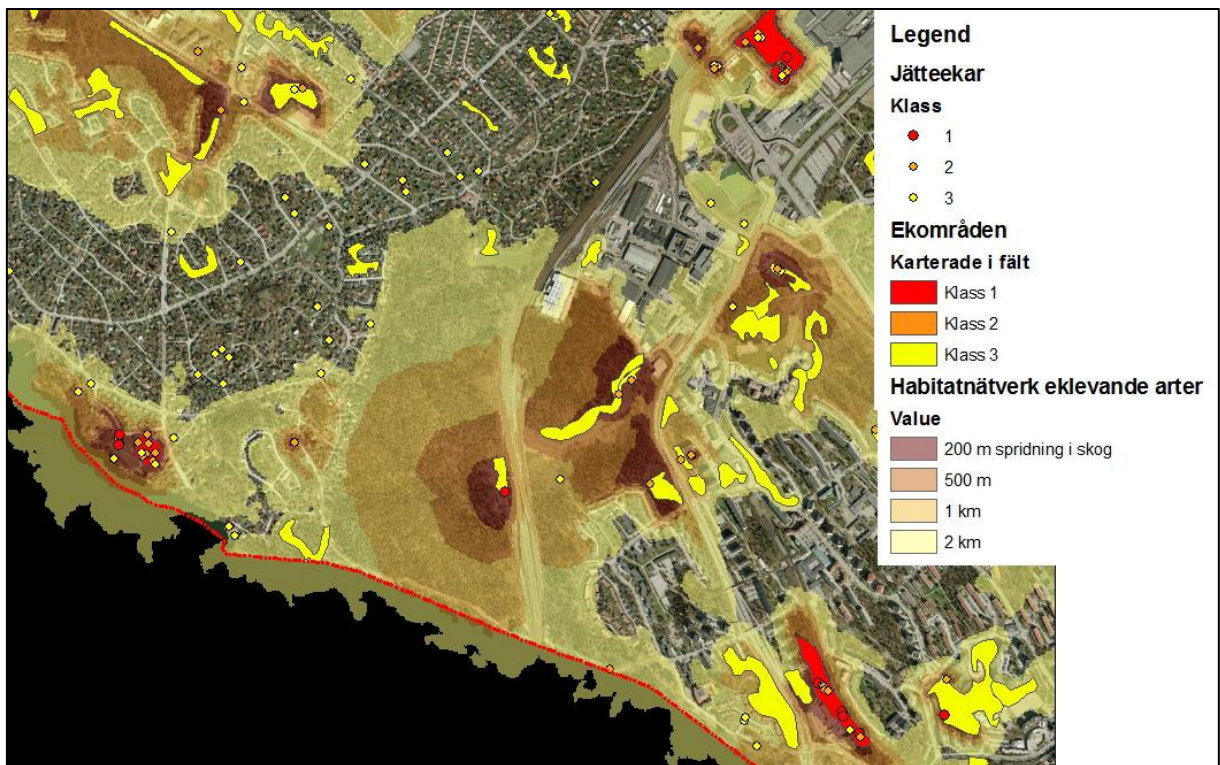 Legend
Jätteekar
Klass
1
2
3
Ekområden
Karterade i fält
Klass 1
Klass 2
Klass 3
Habitatnätverk eklevande arter
Value
200 m spridning i skog
500 m
1 km
2 km